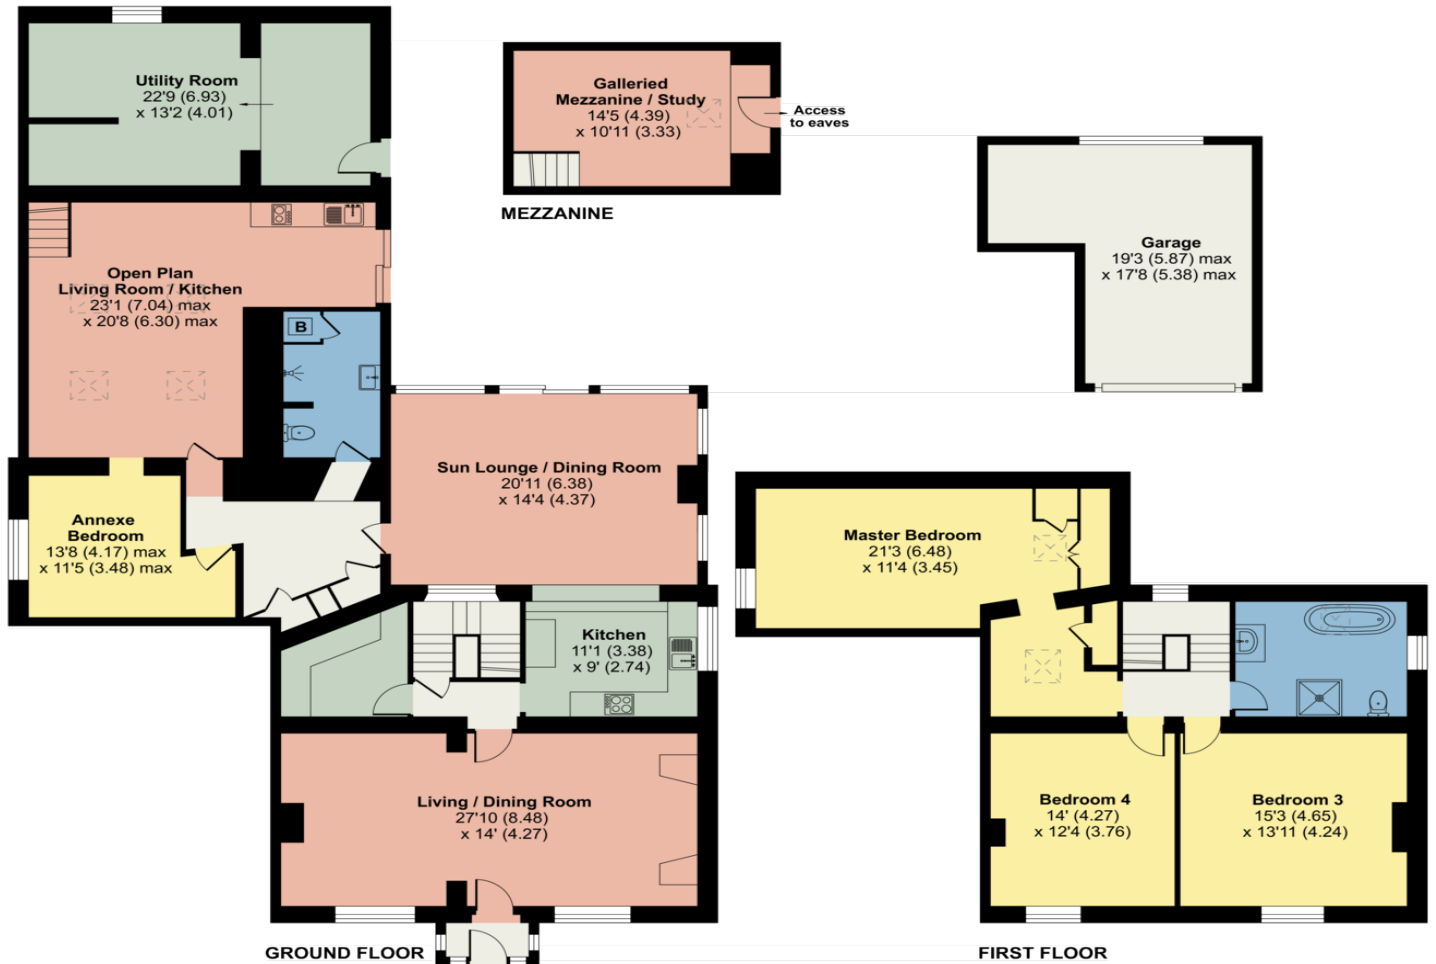 Utility Room
22'9 (6.93)
x 13'2 (4.01)
Galleried
Mezzanine / Study
14'5 (4.39)
x 10'11 (3.33)
Access
to eaves
MEZZANINE
Garage
19'3 (5.87) max
x 17'8 (5.38) max
Open Plan
Living Room / Kitchen
23'1 (7.04) max
x 20'8 (6.30) max
B
Sun Lounge / Dining Room
20'11 (6.38)
x 14'4 (4.37)
Annexe
Bedroom
13'8 (4.17) max
x 11'5 (3.48) max
Master Bedroom
21'3 (6.48)
x 11'4 (3.45)
Kitchen
11'1 (3.38)
x 9' (2.74)
Living / Dining Room
27'10 (8.48)
x 14' (4.27)
Bedroom 4
14' (4.27)
x 12'4 (3.76)
Bedroom 3
15'3 (4.65)
x 13'11 (4.24)
GROUND FLOOR
FIRST FLOOR